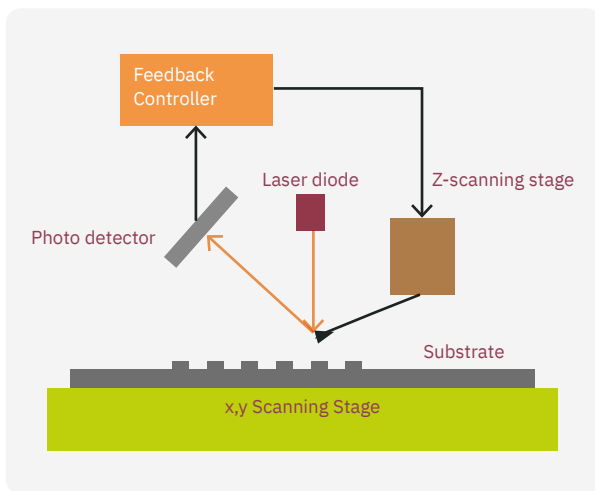 Feedback
Controller
Laser diode
Z-scanning stage
Photo detector
Substrate
x,y Scanning Stage